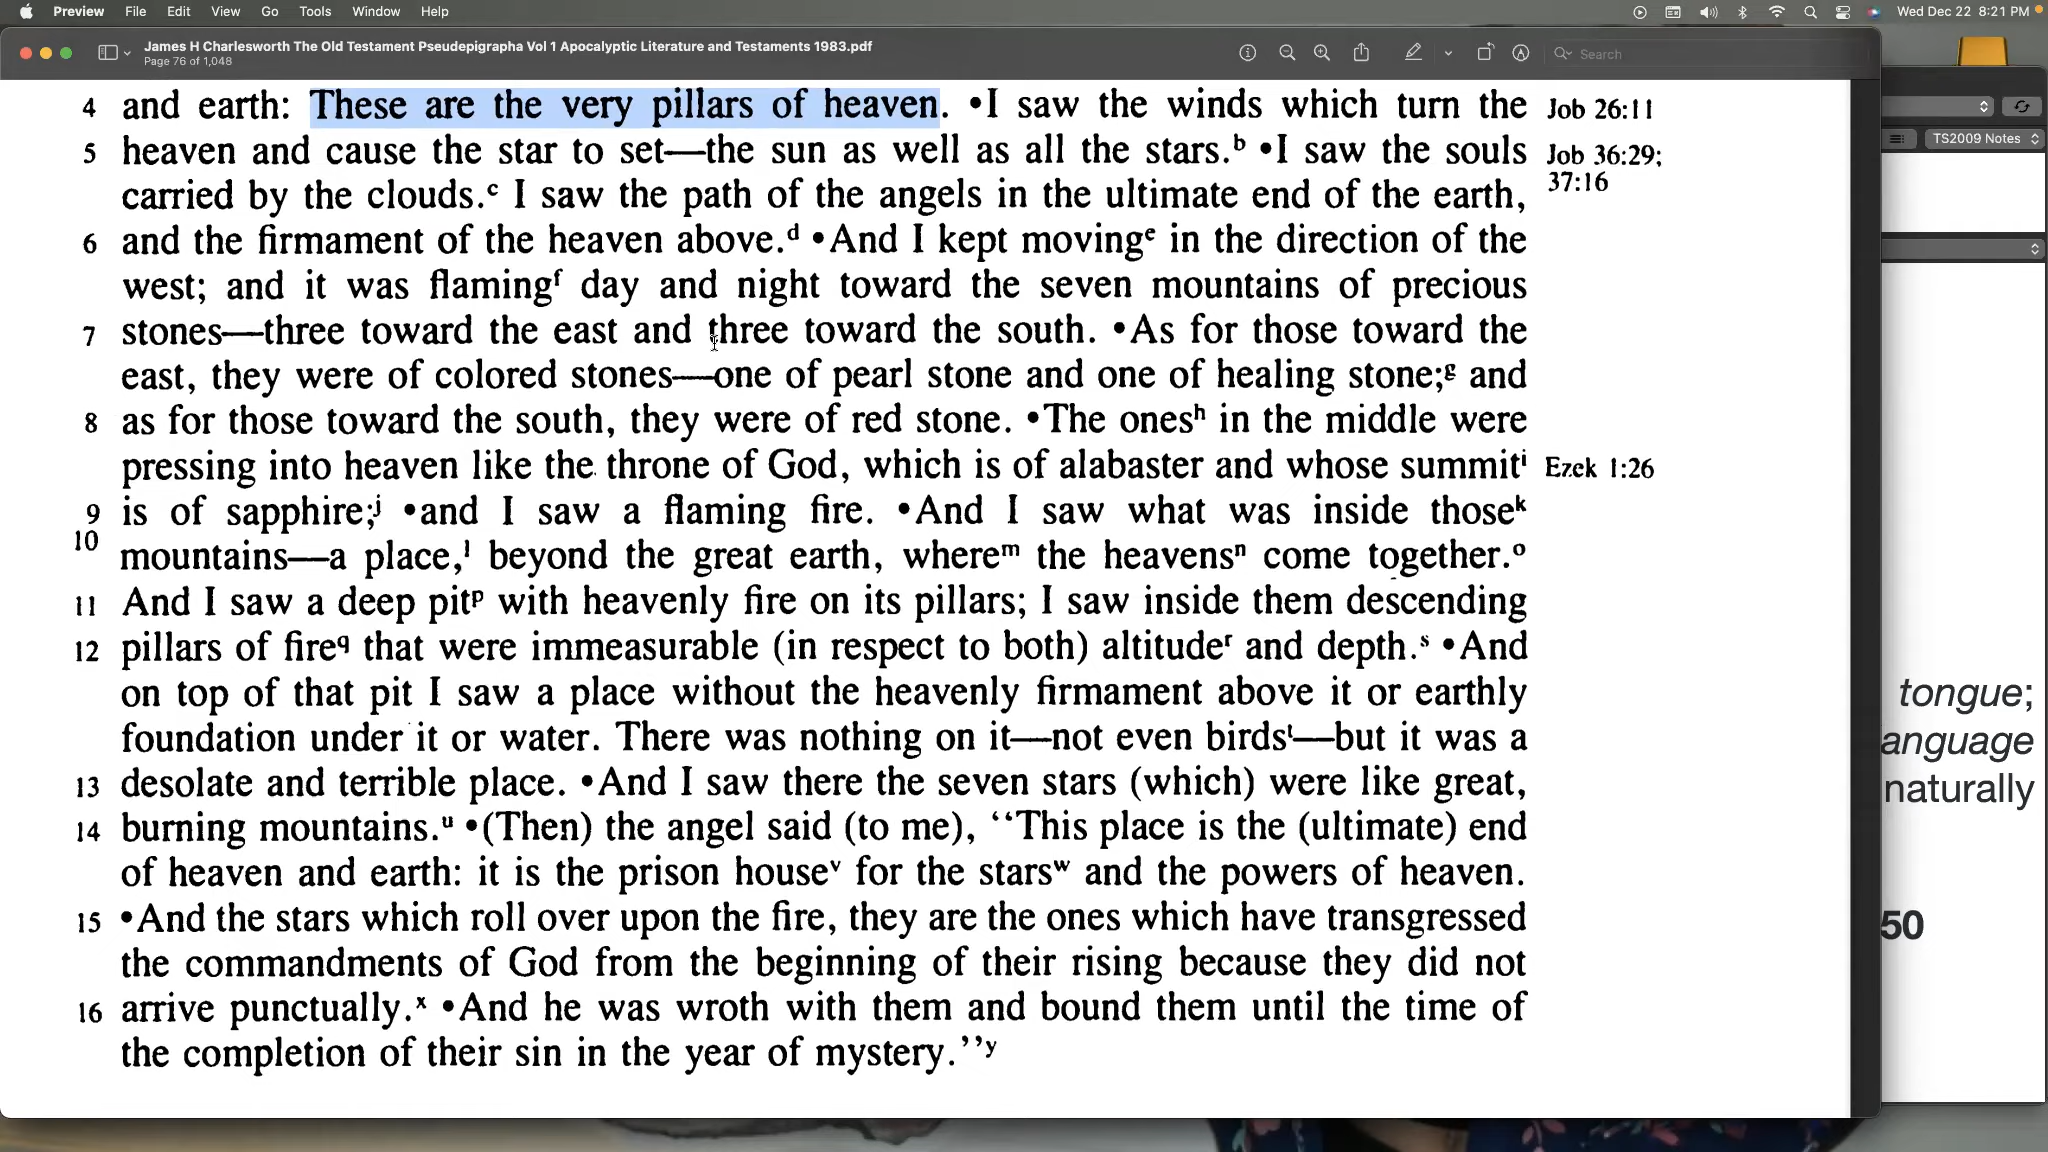 Preview File Edit View Go Tools Window Help Wed Dec 22 8:21 PM
James H Charlesworth The Old Testament Pseudepigrapha Vol 1 Apocalyptic Literature and Testaments 1983.pdf
Page 76 of 1,048
Search
4 and earth: These are the very pillars of heaven. •I saw the winds which turn the Job 26:11
5 heaven and cause the star to set—the sun as well as all the stars.ᵇ •I saw the souls Job 36:29;
37:16
carried by the clouds.ᶜ I saw the path of the angels in the ultimate end of the earth,
6 and the firmament of the heaven above.ᵈ •And I kept movingᵉ in the direction of the
west; and it was flamingᶠ day and night toward the seven mountains of precious
7 stones—three toward the east and three toward the south. •As for those toward the
east, they were of colored stones—one of pearl stone and one of healing stone;ᵍ and
8 as for those toward the south, they were of red stone. •The onesʰ in the middle were
pressing into heaven like the throne of God, which is of alabaster and whose summitⁱ Ezek 1:26
9 is of sapphire;ʲ •and I saw a flaming fire. •And I saw what was inside thoseᵏ
10 mountains—a place,ˡ beyond the great earth, whereᵐ the heavensⁿ come together.ᵒ
11 And I saw a deep pitᵖ with heavenly fire on its pillars; I saw inside them descending
12 pillars of fire𐞥 that were immeasurable (in respect to both) altitudeʳ and depth.ˢ •And
on top of that pit I saw a place without the heavenly firmament above it or earthly
foundation under it or water. There was nothing on it—not even birdsᵗ—but it was a
13 desolate and terrible place. •And I saw there the seven stars (which) were like great,
14 burning mountains.ᵘ •(Then) the angel said (to me), ‘‘This place is the (ultimate) end
of heaven and earth: it is the prison houseᵛ for the starsʷ and the powers of heaven.
15 •And the stars which roll over upon the fire, they are the ones which have transgressed
the commandments of God from the beginning of their rising because they did not
16 arrive punctually.ˣ •And he was wroth with them and bound them until the time of
the completion of their sin in the year of mystery.’’ʸ
TS2009 Notes
tongue;
anguage
naturally
50